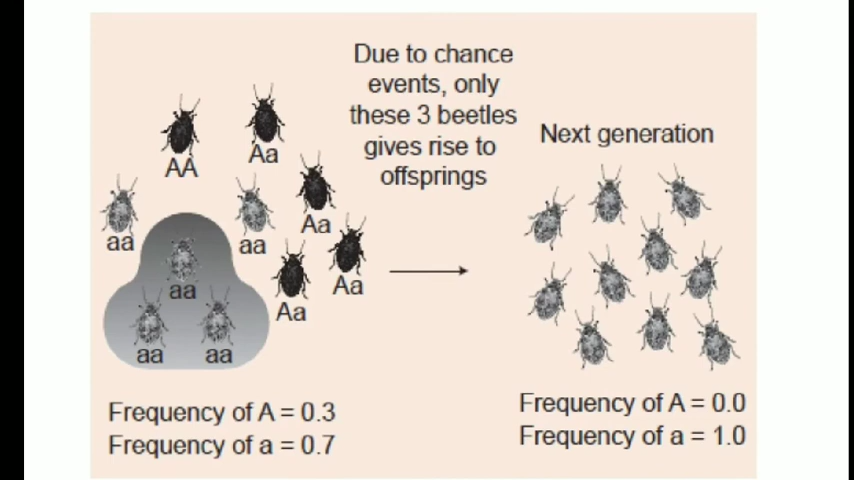 Due to chance
events, only
these 3 beetles
gives rise to
offsprings
Next generation
AA
Aa
aa
aa
Aa
aa
Aa
Aa
aa
aa
Frequency of A = 0.3
Frequency of a = 0.7
Frequency of A = 0.0
Frequency of a = 1.0